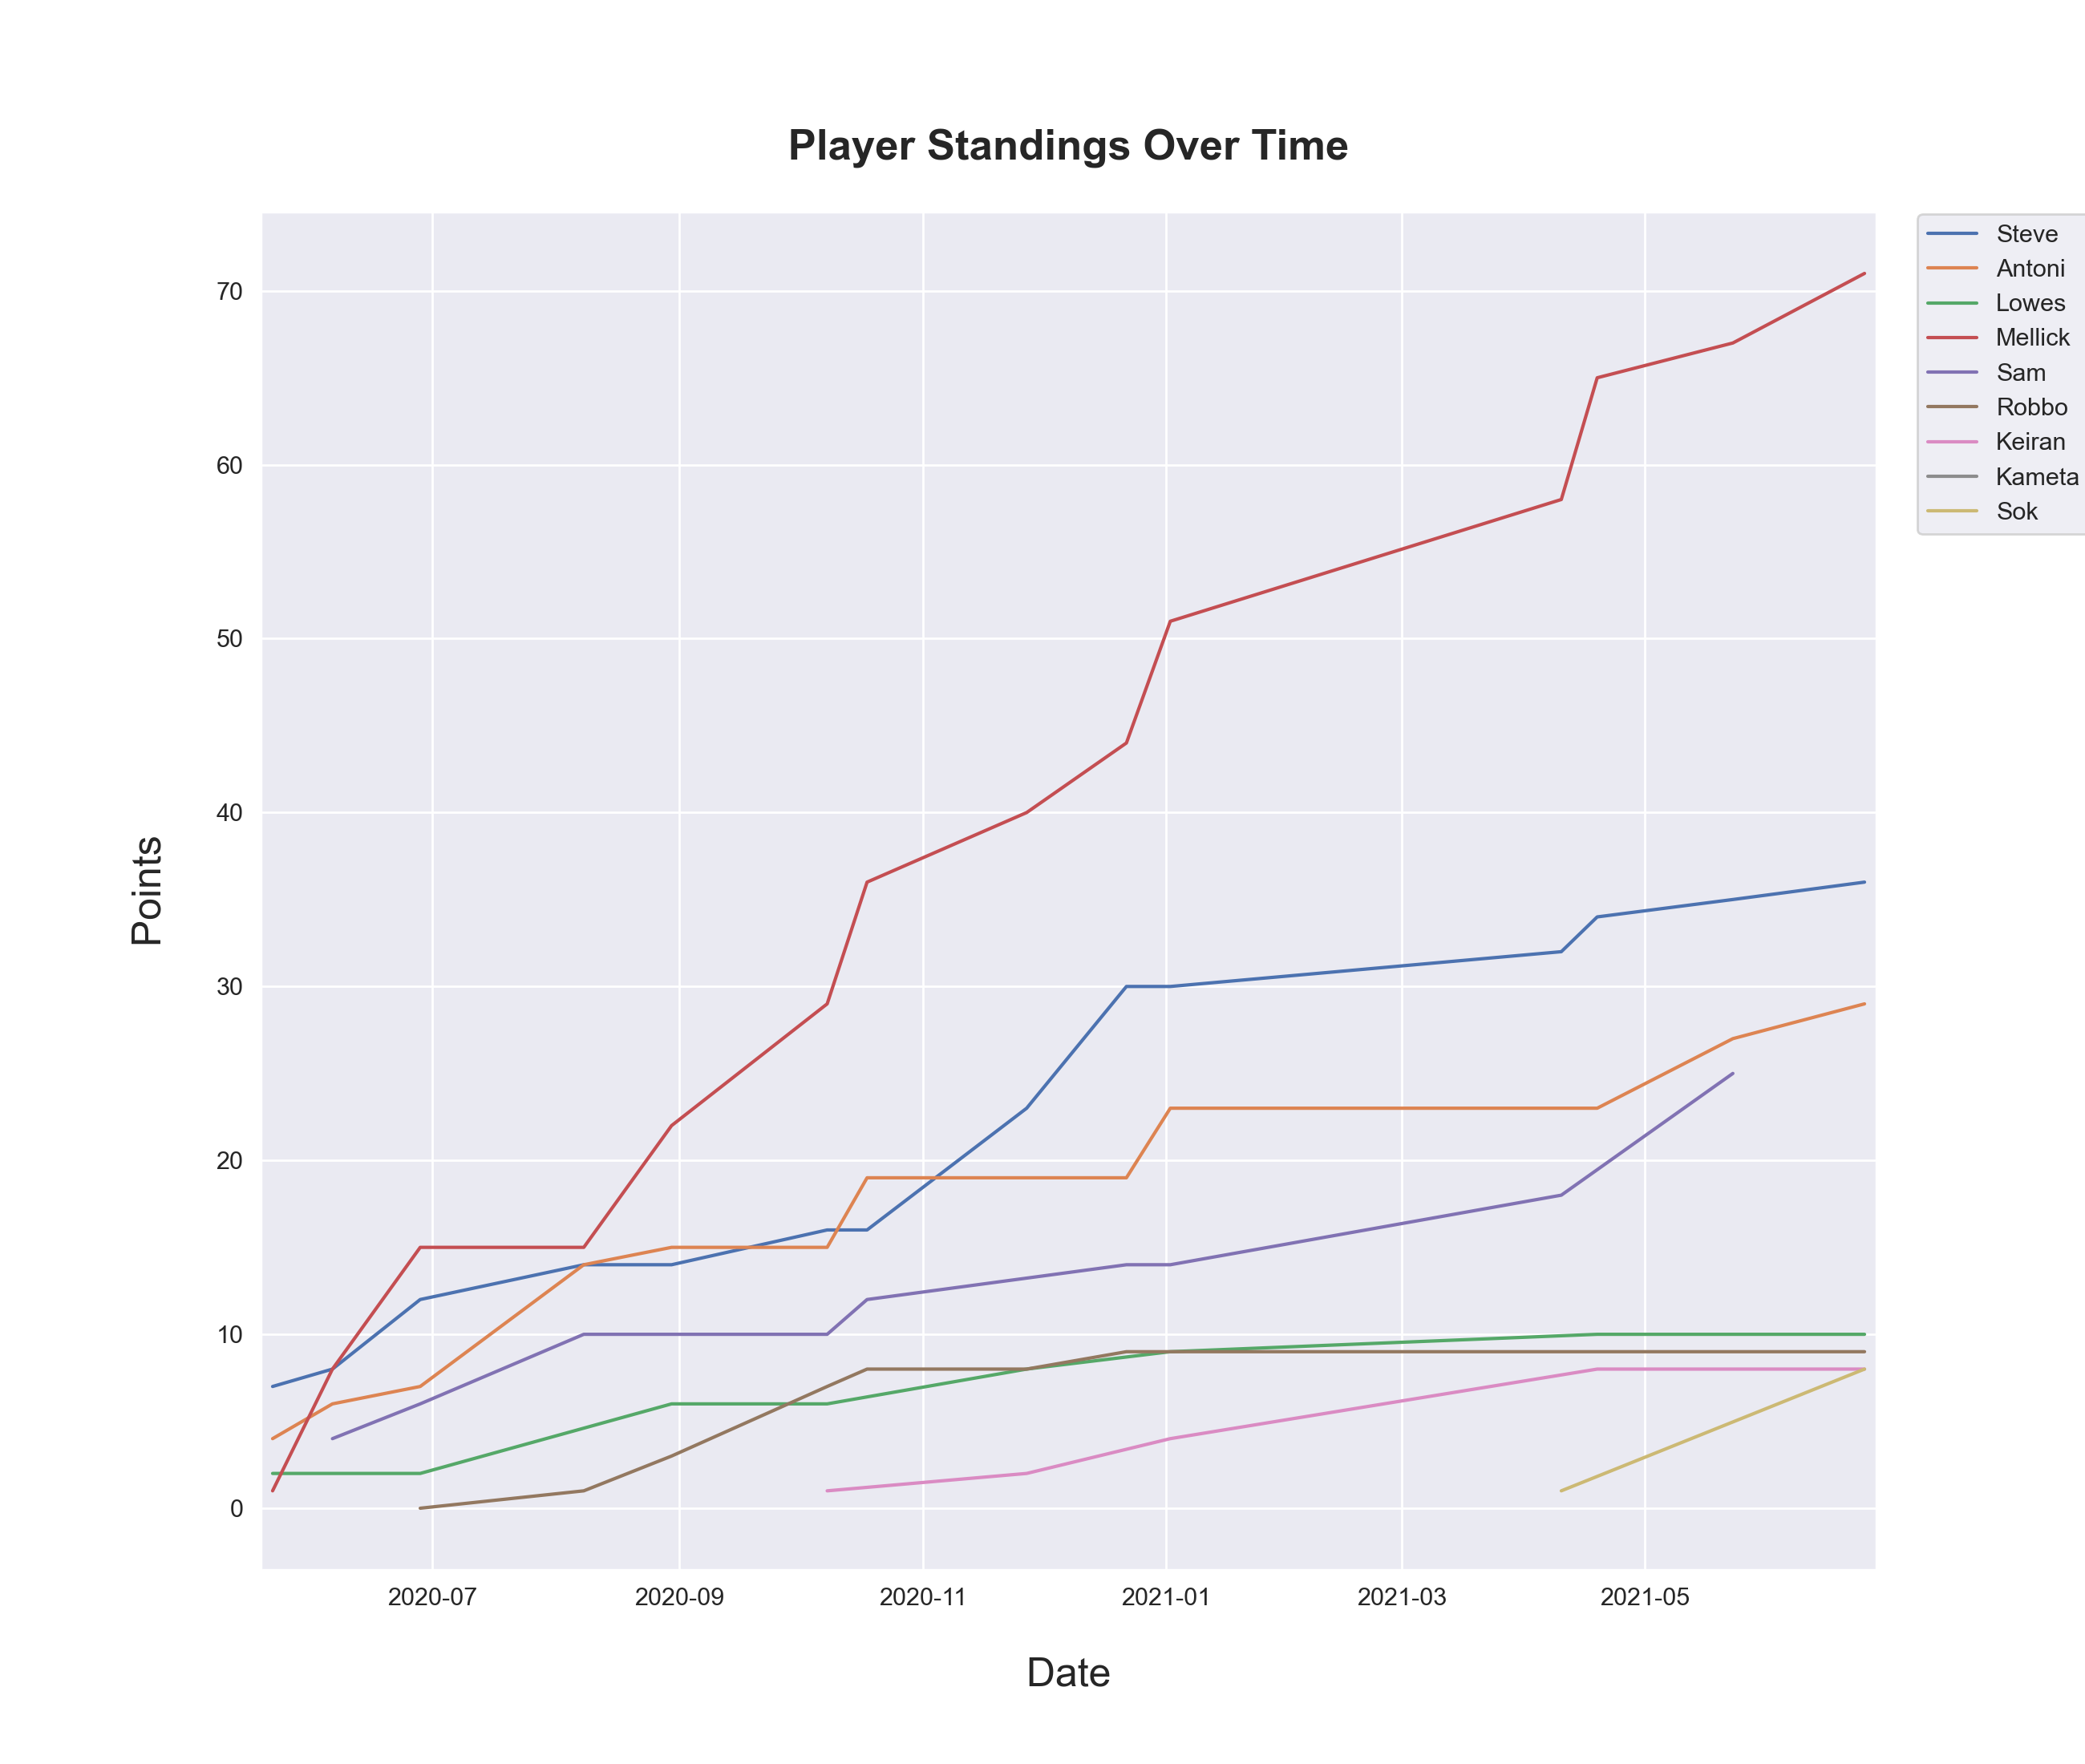 Player Standings Over Time
Steve
Antoni
Lowes
Mellick
Sam
Robbo
Keiran
Kameta
Sok
Points
70
60
50
40
30
20
10
0
2020-07 2020-09 2020-11 2021-01 2021-03 2021-05
Date